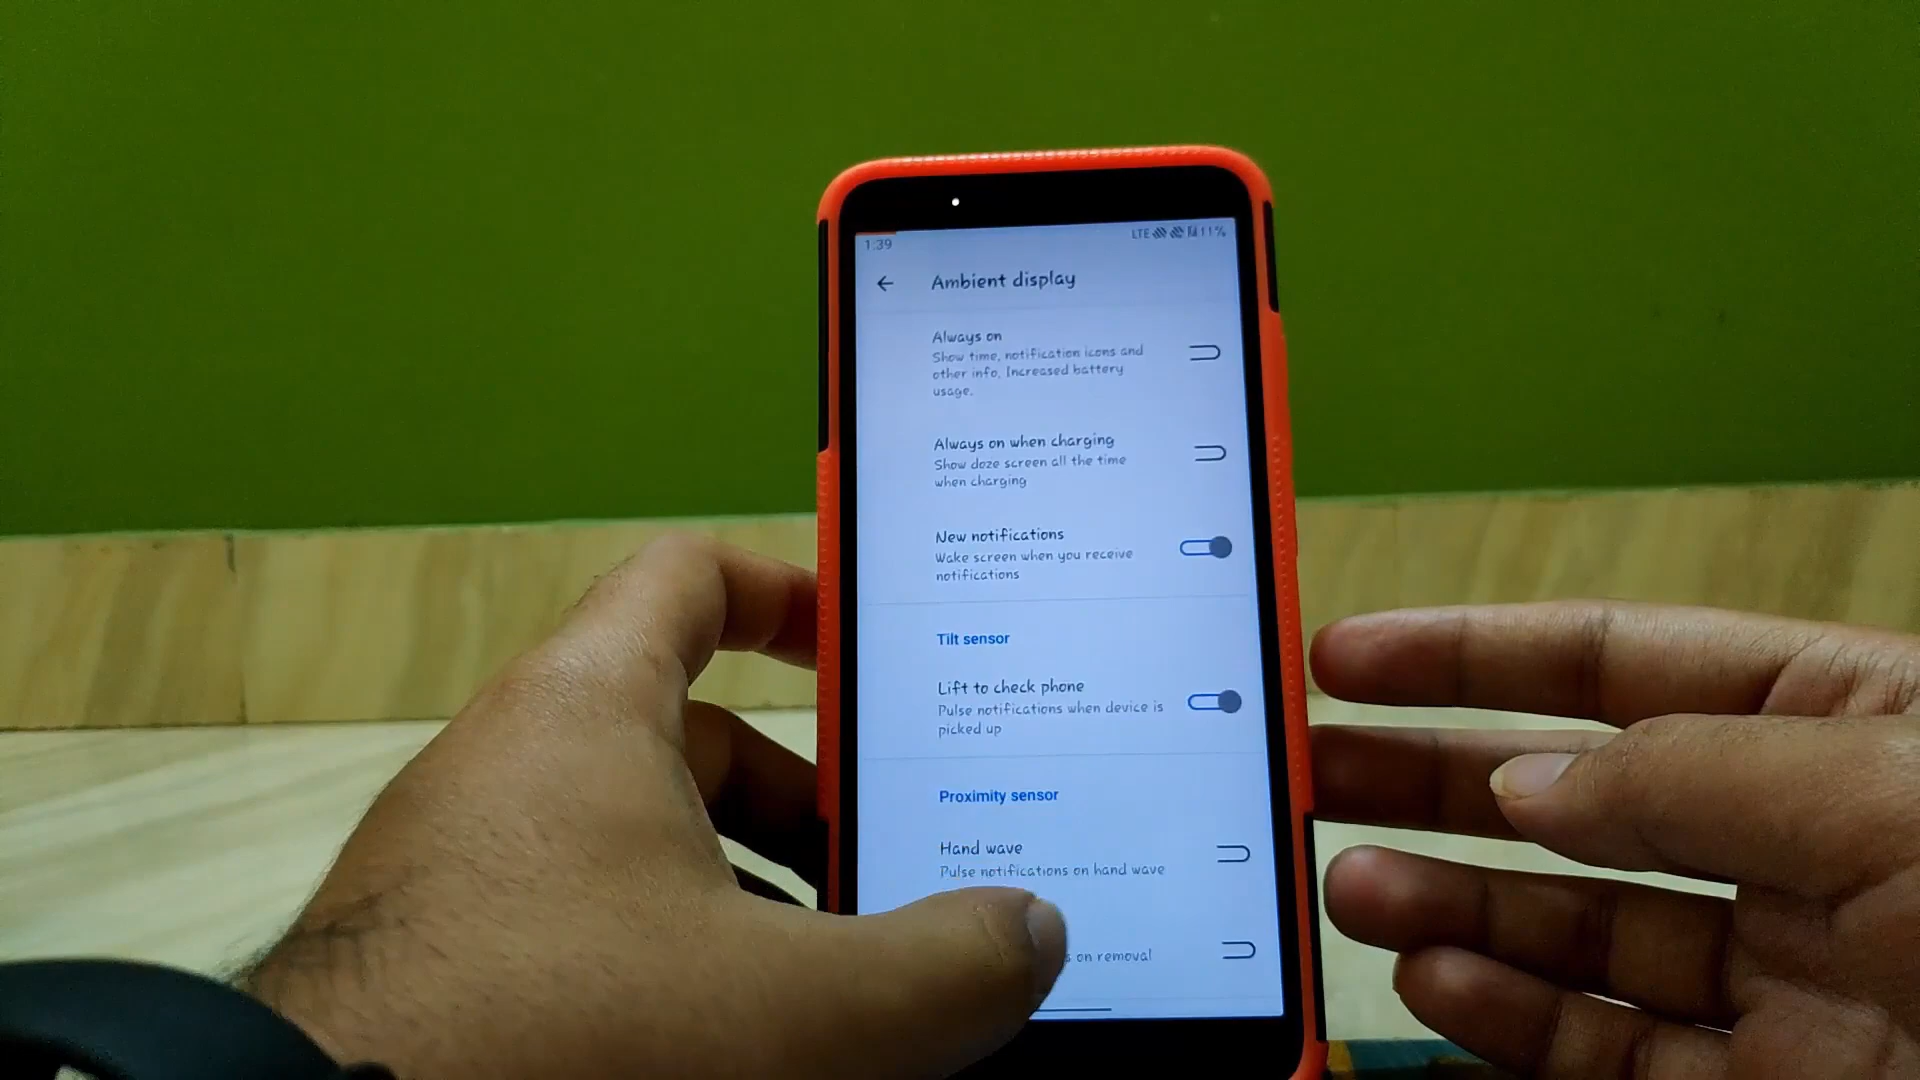 1:39
LTE 11%
Ambient display
Always on
Show time, notification icons and
other info. Increased battery
usage.
Always on when charging
Show doze screen all the time
when charging
New notifications
Wake screen when you receive
notifications
Tilt sensor
Lift to check phone
Pulse notifications when device is
picked up
Proximity sensor
Hand wave
Pulse notifications on hand wave
on removal